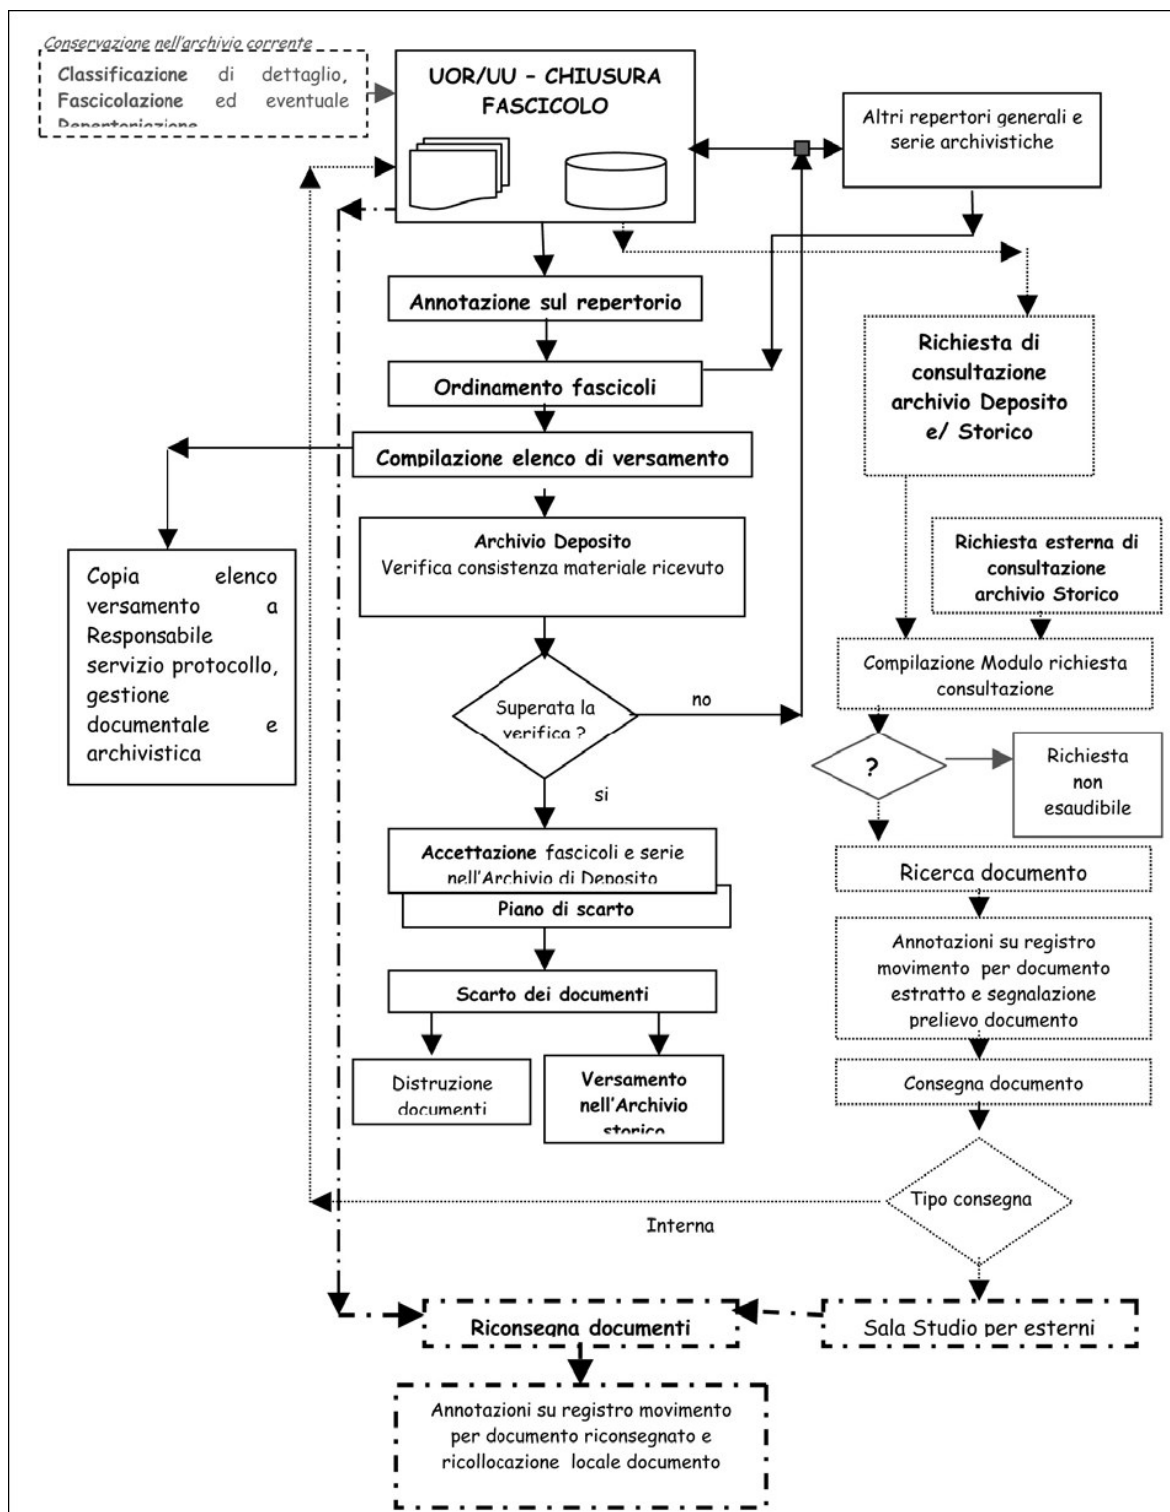 Conservazione nell'archivio corrente
Classificazione di dettaglio,
Fascicolazione ed eventuale
Repertoriazione
UOR/UU – CHIUSURA
FASCICOLO
Altri repertori generali e
serie archivistiche
Annotazione sul repertorio
Ordinamento fascicoli
Compilazione elenco di versamento
Richiesta di
consultazione
archivio Deposito
e/ Storico
Archivio Deposito
Verifica consistenza materiale ricevuto
Richiesta esterna di
consultazione
archivio Storico
Copia elenco
versamento a
Responsabile
servizio protocollo,
gestione
documentale e
archivistica
Compilazione Modulo richiesta
consultazione
Superata la
verifica ?
no
si
?
Richiesta
non
esaudibile
Accettazione fascicoli e serie
nell'Archivio di Deposito
Piano di scarto
Ricerca documento
Annotazioni su registro
movimento per documento
estratto e segnalazione
prelievo documento
Scarto dei documenti
Distruzione
documenti
Versamento
nell'Archivio
storico
Consegna documento
Tipo consegna
Interna
Riconsegna documenti
Sala Studio per esterni
Annotazioni su registro movimento
per documento riconsegnato e
ricollocazione locale documento